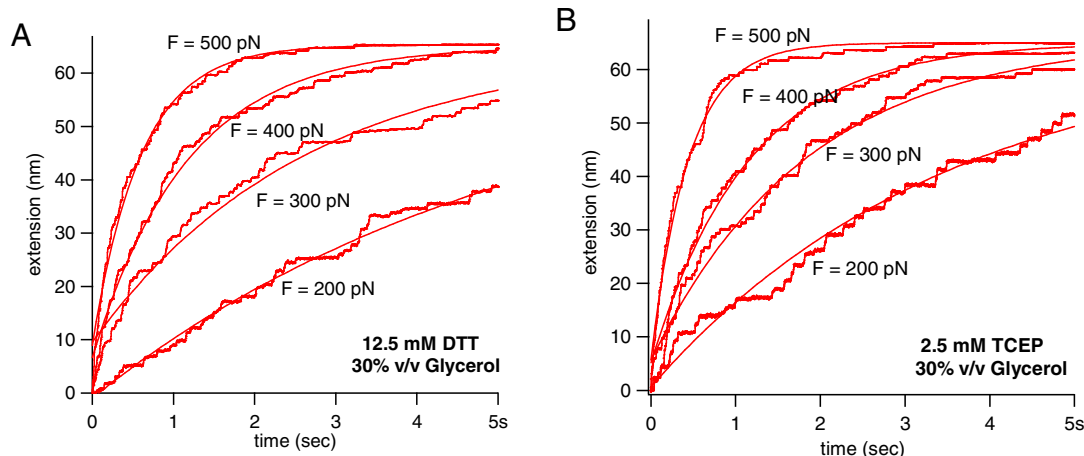 A
extension (nm)
60
50
40
30
20
10
0
F = 500 pN
F = 400 pN
F = 300 pN
F = 200 pN
12.5 mM DTT
30% v/v Glycerol
0 1 2 3 4 5s
time (sec)
B
extension (nm)
60
50
40
30
20
10
0
F = 500 pN
F = 400 pN
F = 300 pN
F = 200 pN
2.5 mM TCEP
30% v/v Glycerol
0 1 2 3 4 5s
time (sec)